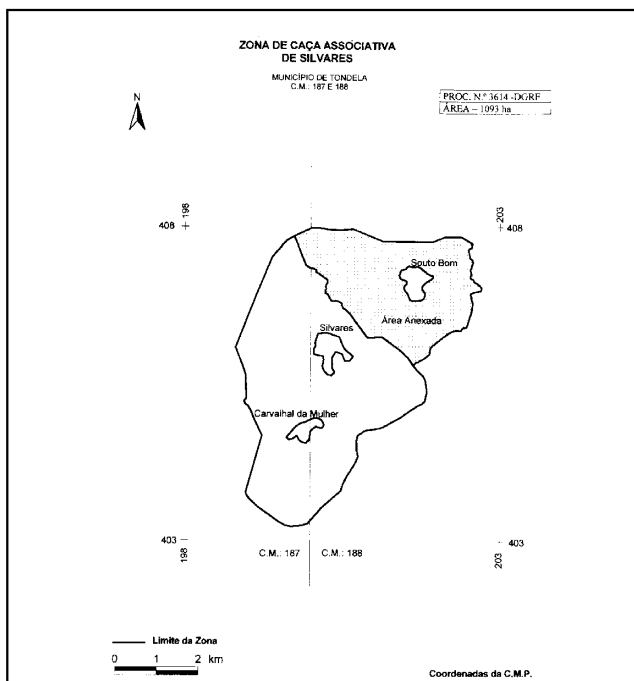 ZONA DE CAÇA ASSOCIATIVA
DE SILVARES
MUNICÍPIO DE TONDELA
C.M.: 187 E 188
N
PROC. N.º 3614 -DGRF
ÁREA – 1093 ha
198
203
408
408
Souto Bom
Área Anexada
Silvares
Carvalhal da Mulher
403
403
198
203
C.M.: 187
C.M.: 188
Limite da Zona
0 1 2 km
Coordenadas da C.M.P.